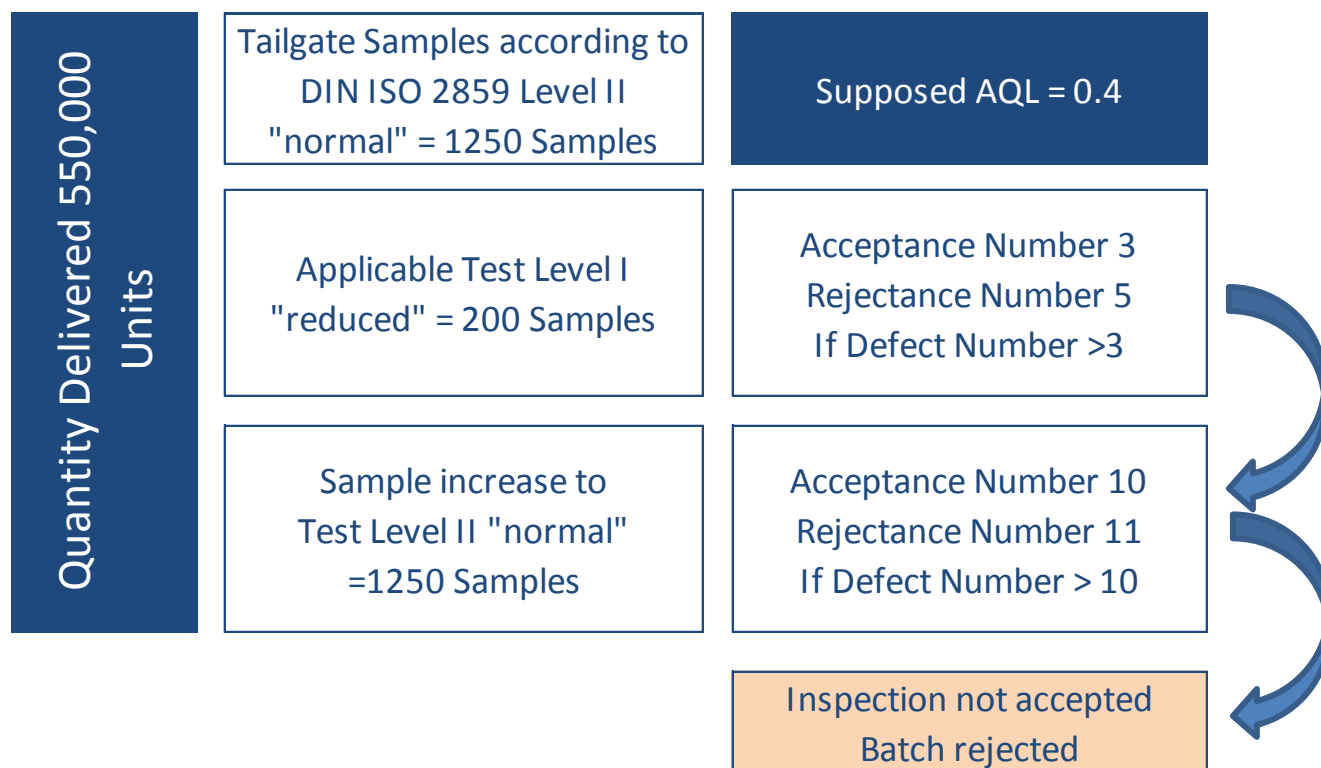 Quantity Delivered 550,000
Units
Tailgate Samples according to
DIN ISO 2859 Level II
"normal" = 1250 Samples
Supposed AQL = 0.4
Applicable Test Level I
"reduced" = 200 Samples
Acceptance Number 3
Rejectance Number 5
If Defect Number >3
Sample increase to
Test Level II "normal"
=1250 Samples
Acceptance Number 10
Rejectance Number 11
If Defect Number > 10
Inspection not accepted
Batch rejected